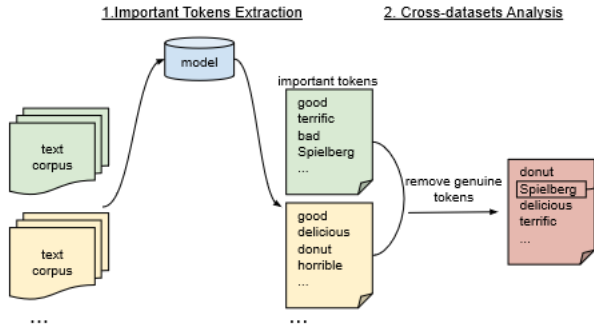 1.Important Tokens Extraction
2. Cross-datasets Analysis
model
important tokens
good
terrific
bad
Spielberg
...
text
corpus
remove genuine
tokens
donut
Spielberg
delicious
terrific
...
text
corpus
good
delicious
donut
horrible
...
...
...